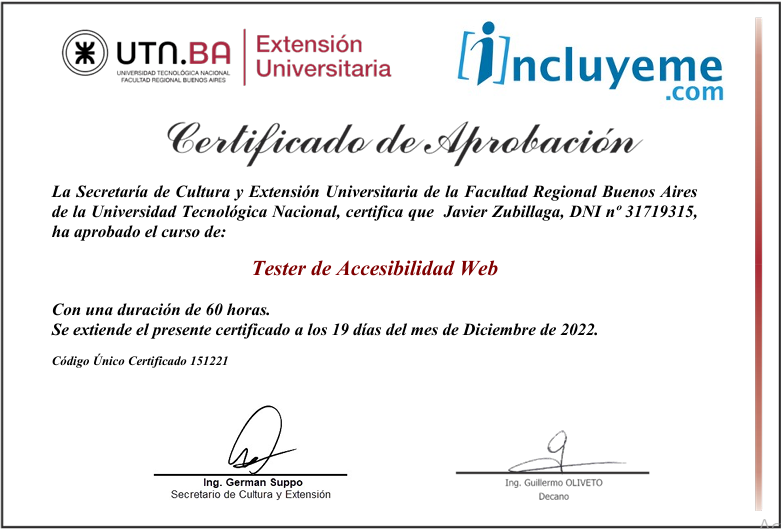 UTN.BA
UNIVERSIDAD TECNOLÓGICA NACIONAL
FACULTAD REGIONAL BUENOS AIRES
Extensión
Universitaria
[i]ncluyeme
.com
Certificado de Aprobación
La Secretaría de Cultura y Extensión Universitaria de la Facultad Regional Buenos Aires
de la Universidad Tecnológica Nacional, certifica que Javier Zubillaga, DNI nº 31719315,
ha aprobado el curso de:
Tester de Accesibilidad Web
Con una duración de 60 horas.
Se extiende el presente certificado a los 19 días del mes de Diciembre de 2022.
Código Único Certificado 151221
Ing. German Suppo
Secretario de Cultura y Extensión
Ing. Guillermo OLIVETO
Decano